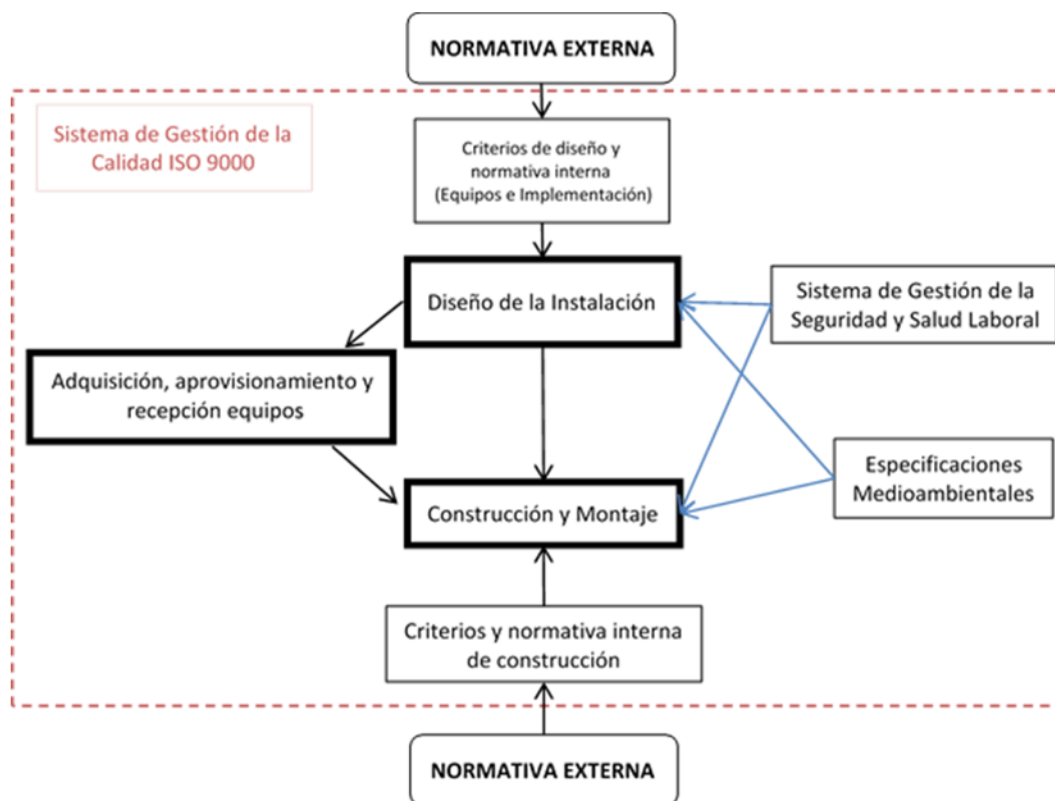 NORMATIVA EXTERNA
Sistema de Gestión de la
Calidad ISO 9000
Criterios de diseño y
normativa interna
(Equipos e Implementación)
Diseño de la Instalación
Sistema de Gestión de la
Seguridad y Salud Laboral
Adquisición, aprovisionamiento y
recepción equipos
Especificaciones
Medioambientales
Construcción y Montaje
Criterios y normativa interna
de construcción
NORMATIVA EXTERNA